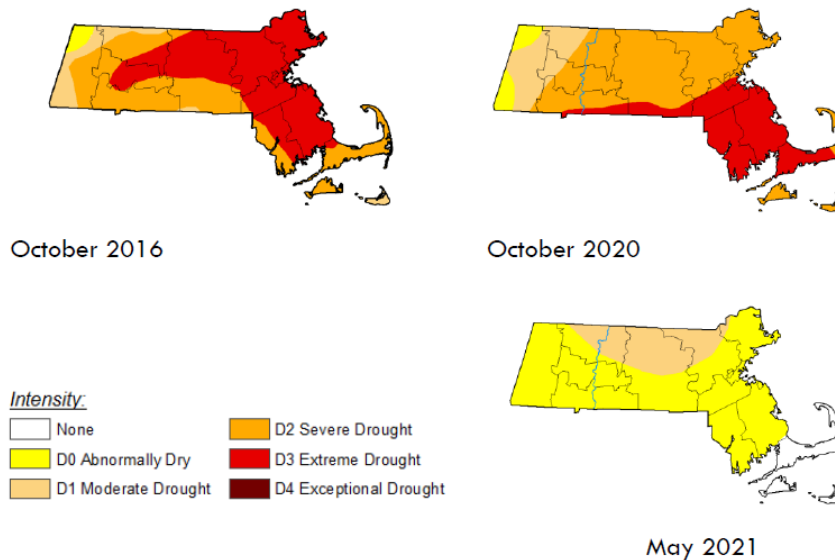 October 2016
October 2020
Intensity:
None
D0 Abnormally Dry
D1 Moderate Drought
D2 Severe Drought
D3 Extreme Drought
D4 Exceptional Drought
May 2021